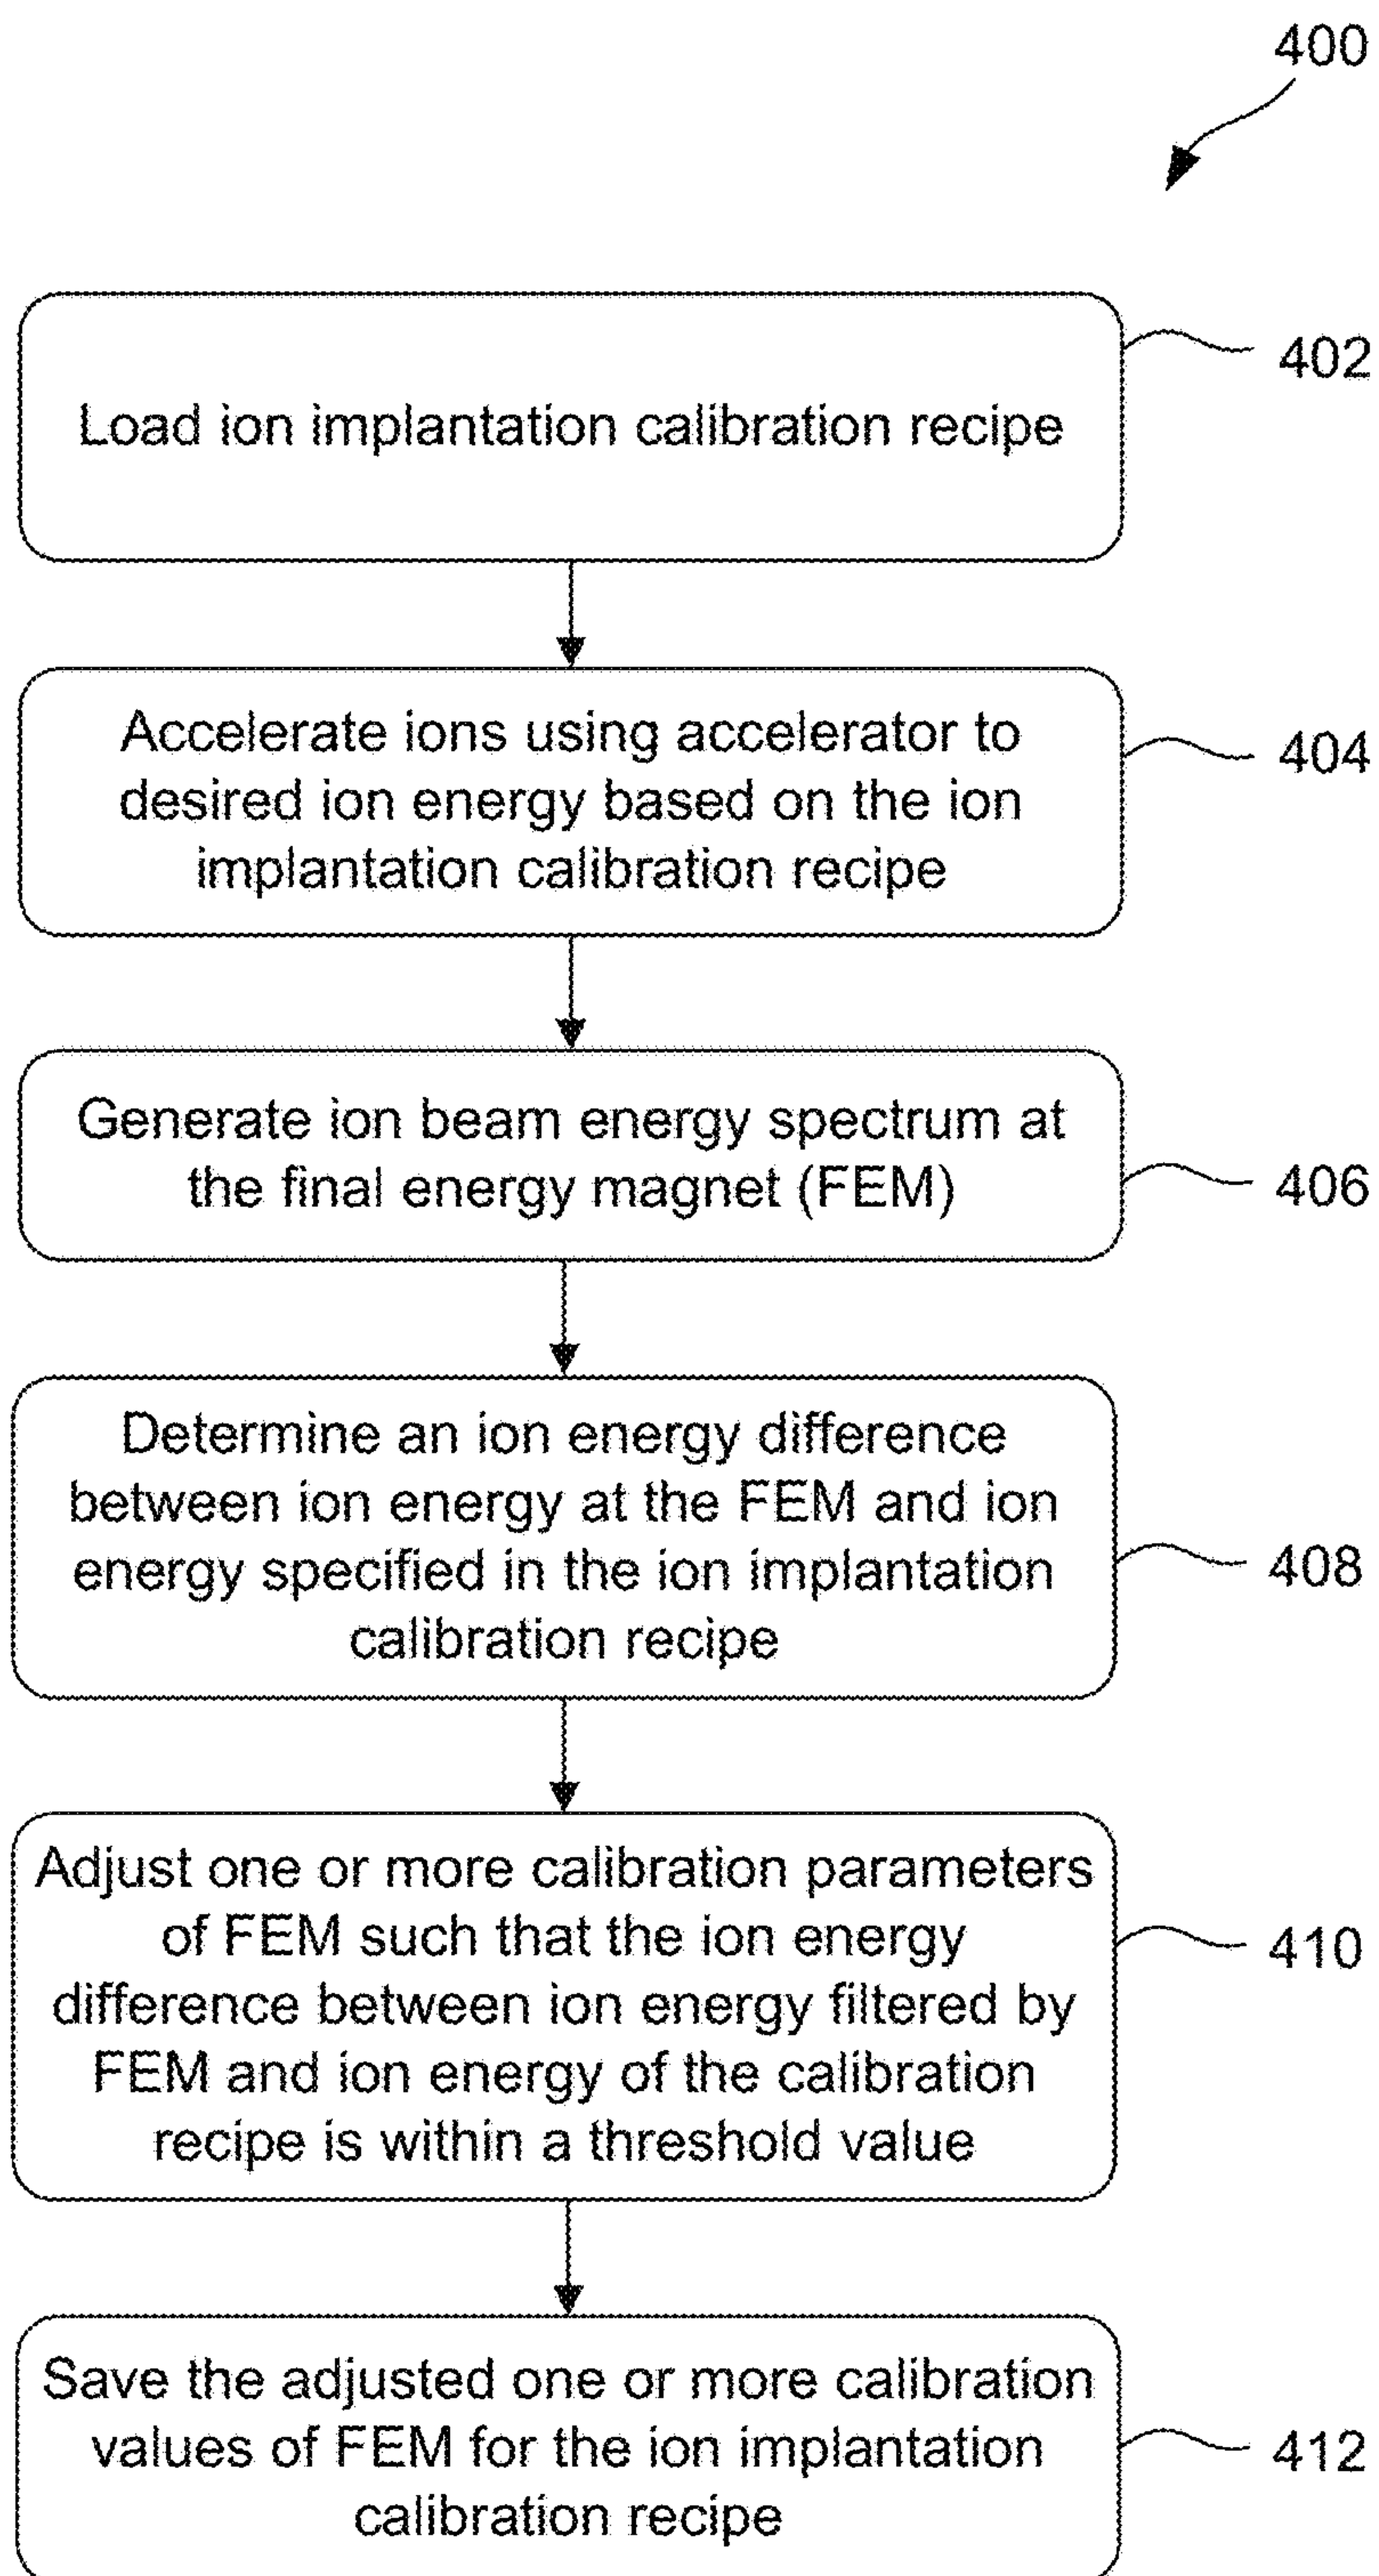 400
Load ion implantation calibration recipe
402
Accelerate ions using accelerator to
desired ion energy based on the ion
implantation calibration recipe
404
Generate ion beam energy spectrum at
the final energy magnet (FEM)
406
Determine an ion energy difference
between ion energy at the FEM and ion
energy specified in the ion implantation
calibration recipe
408
Adjust one or more calibration parameters
of FEM such that the ion energy
difference between ion energy filtered by
FEM and ion energy of the calibration
recipe is within a threshold value
410
Save the adjusted one or more calibration
values of FEM for the ion implantation
calibration recipe
412